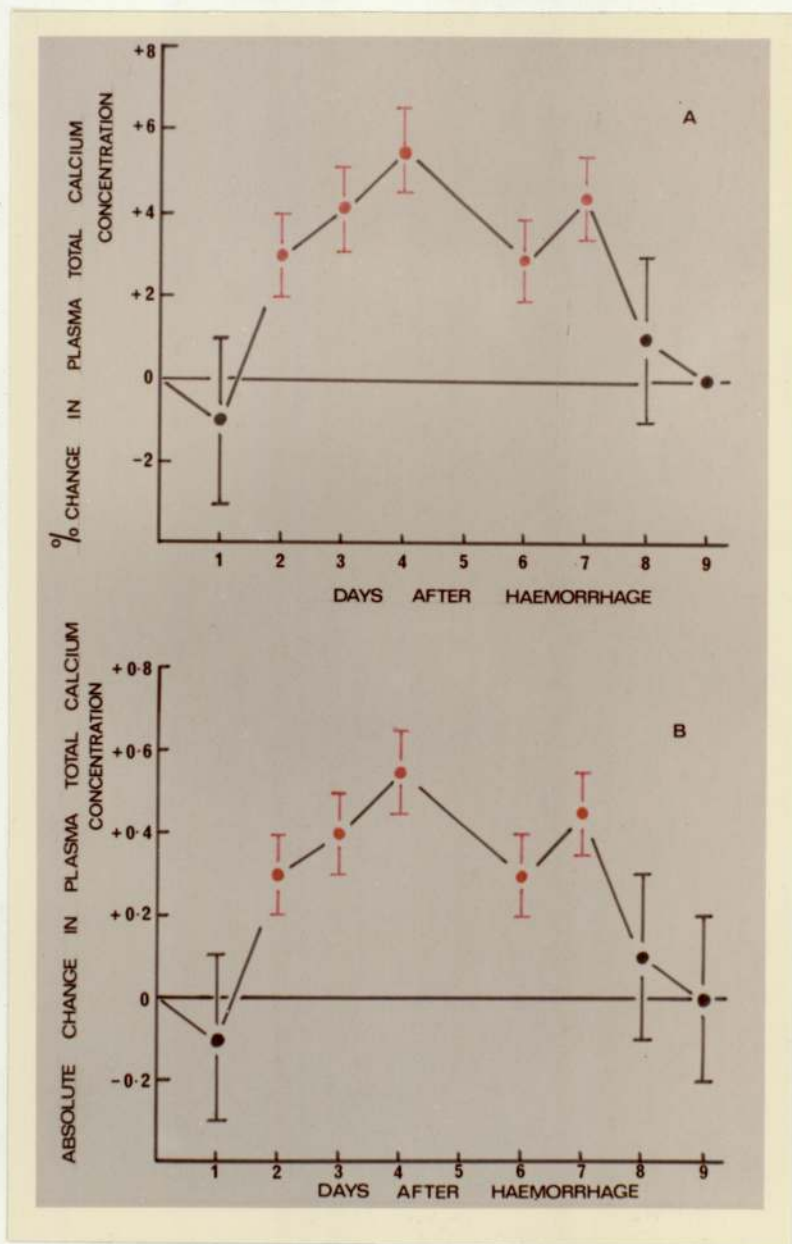 % CHANGE IN PLASMA TOTAL CALCIUM
CONCENTRATION
+8
+6
+4
+2
0
-2
A
1 2 3 4 5 6 7 8 9
DAYS AFTER HAEMORRHAGE
ABSOLUTE CHANGE IN PLASMA TOTAL CALCIUM
CONCENTRATION
+0·8
+0·6
+0·4
+0·2
0
-0·2
B
1 2 3 4 5 6 7 8 9
DAYS AFTER HAEMORRHAGE